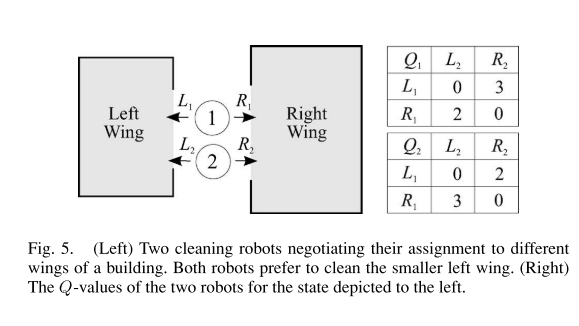 Left
Wing
L₁ 1 R₁
L₂ 2 R₂
Right
Wing
Q₁ L₂ R₂
L₁ 0 3
R₁ 2 0
Q₂ L₂ R₂
L₁ 0 2
R₁ 3 0
Fig. 5. (Left) Two cleaning robots negotiating their assignment to different
wings of a building. Both robots prefer to clean the smaller left wing. (Right)
The Q-values of the two robots for the state depicted to the left.